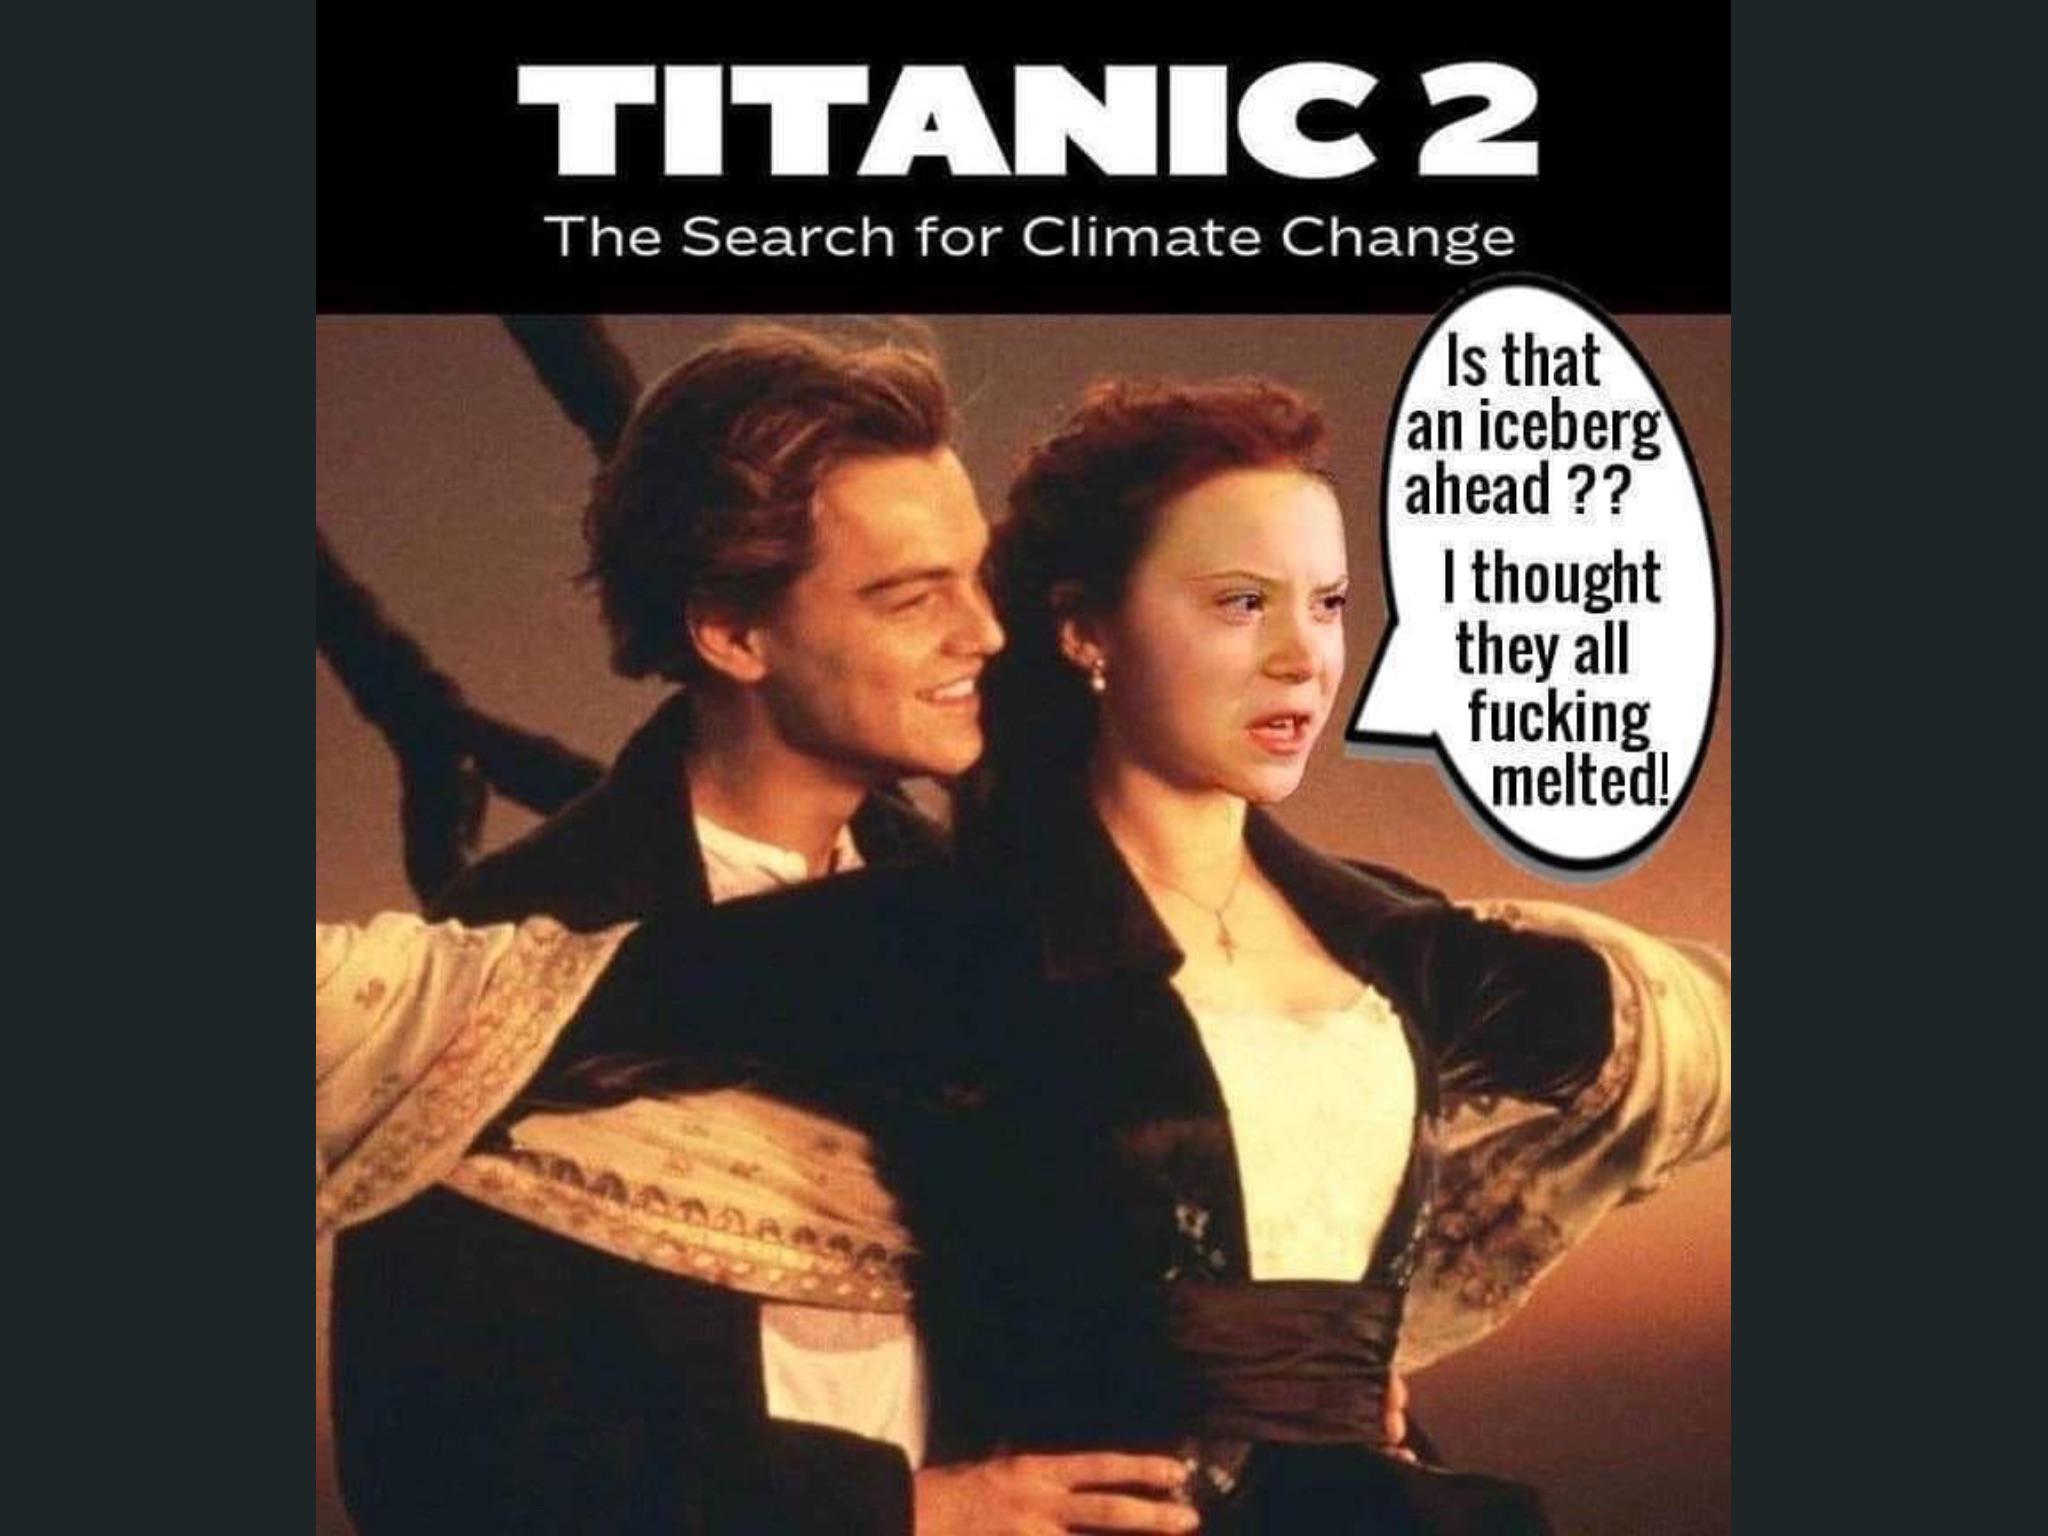 TITANIC 2
The Search for Climate Change
Is that
an iceberg
ahead ??
I thought
they all
fucking
melted!